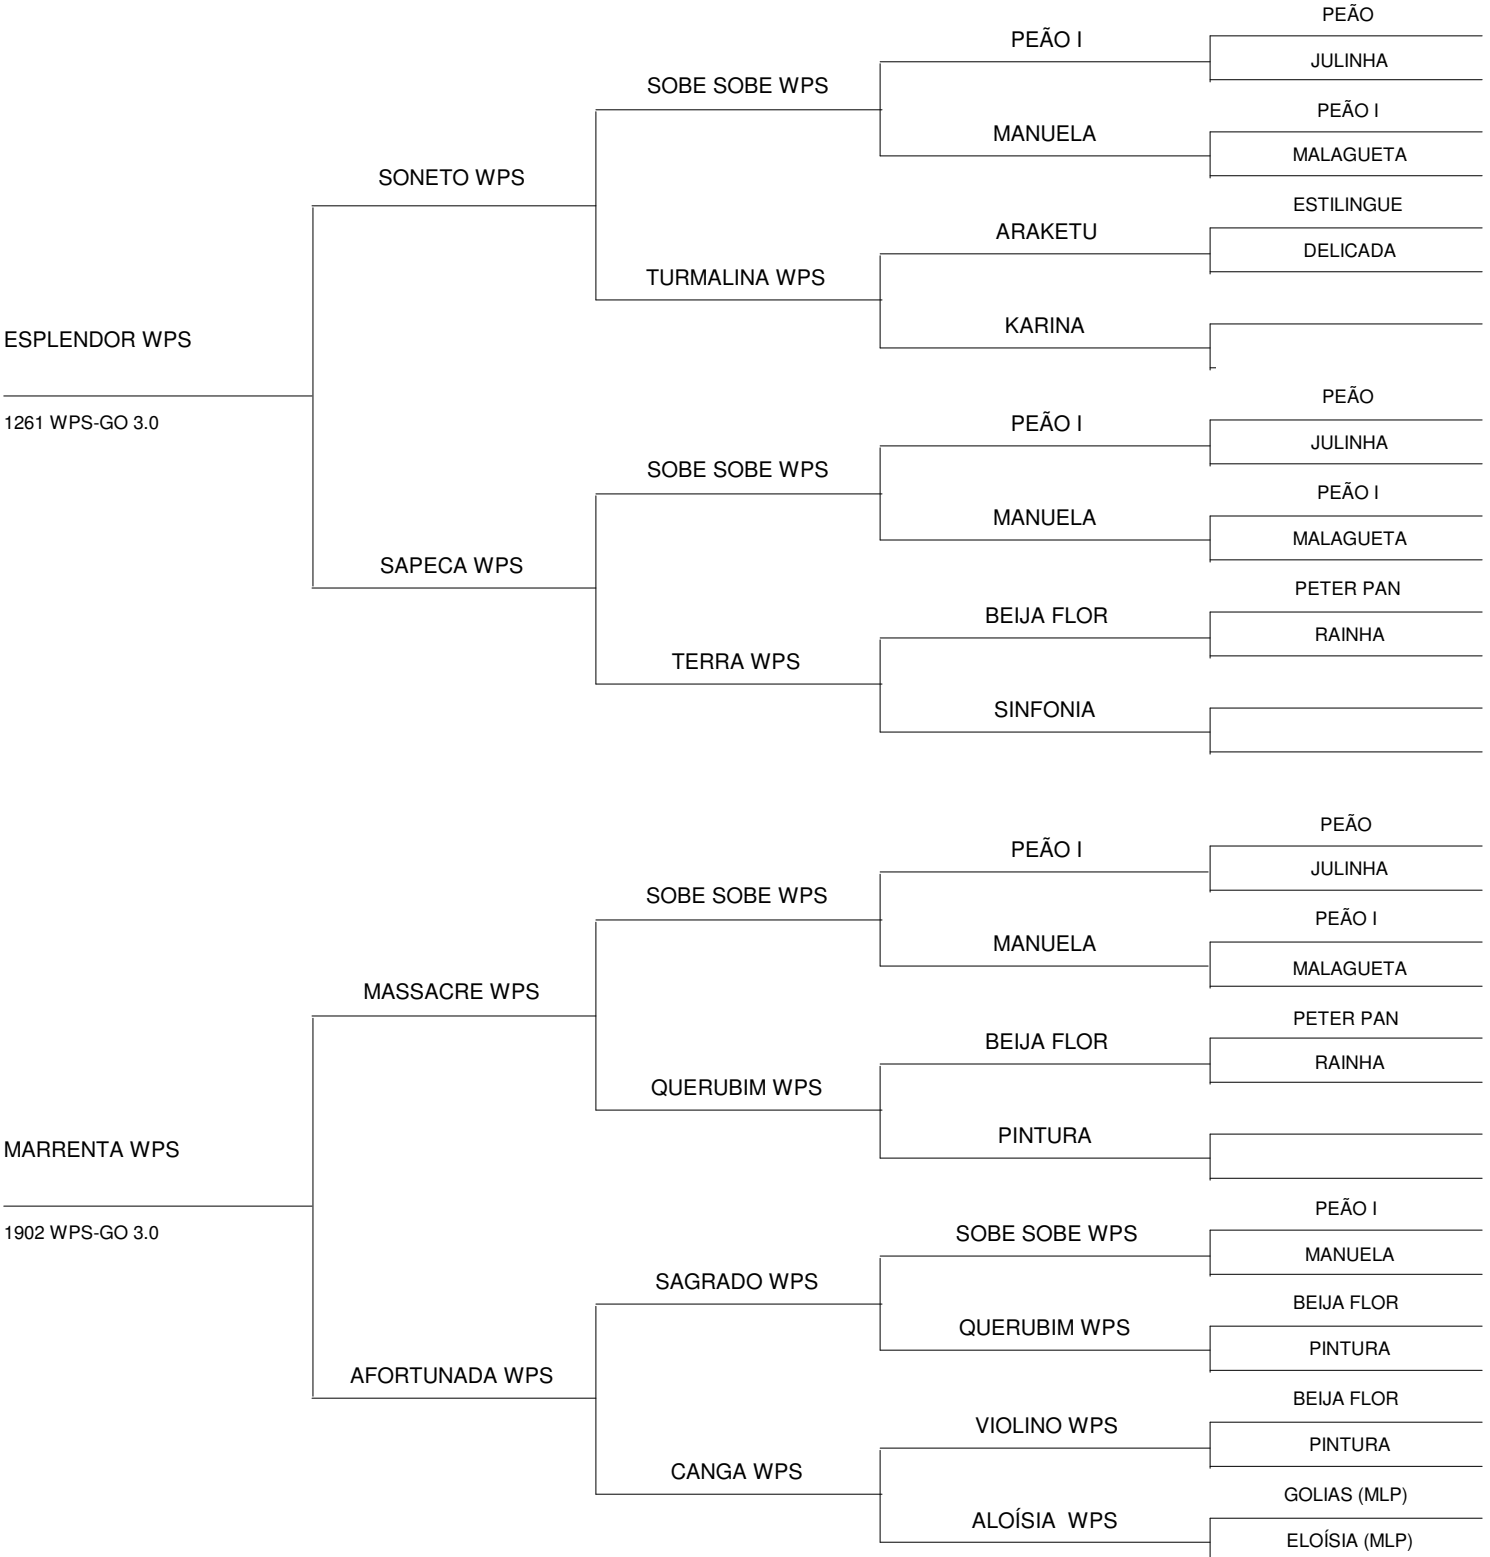 PEÃO
PEÃO I
JULINHA
SOBE SOBE WPS
PEÃO I
MANUELA
MALAGUETA
SONETO WPS
ESTILINGUE
ARAKETU
DELICADA
TURMALINA WPS
KARINA
ESPLENDOR WPS
PEÃO
1261 WPS-GO 3.0
PEÃO I
JULINHA
SOBE SOBE WPS
PEÃO I
MANUELA
MALAGUETA
SAPECA WPS
PETER PAN
BEIJA FLOR
RAINHA
TERRA WPS
SINFONIA
PEÃO
PEÃO I
JULINHA
SOBE SOBE WPS
PEÃO I
MANUELA
MALAGUETA
MASSACRE WPS
PETER PAN
BEIJA FLOR
RAINHA
QUERUBIM WPS
PINTURA
MARRENTA WPS
PEÃO I
1902 WPS-GO 3.0
SOBE SOBE WPS
MANUELA
SAGRADO WPS
BEIJA FLOR
QUERUBIM WPS
PINTURA
AFORTUNADA WPS
BEIJA FLOR
VIOLINO WPS
PINTURA
CANGA WPS
GOLIAS (MLP)
ALOÍSIA WPS
ELOÍSIA (MLP)